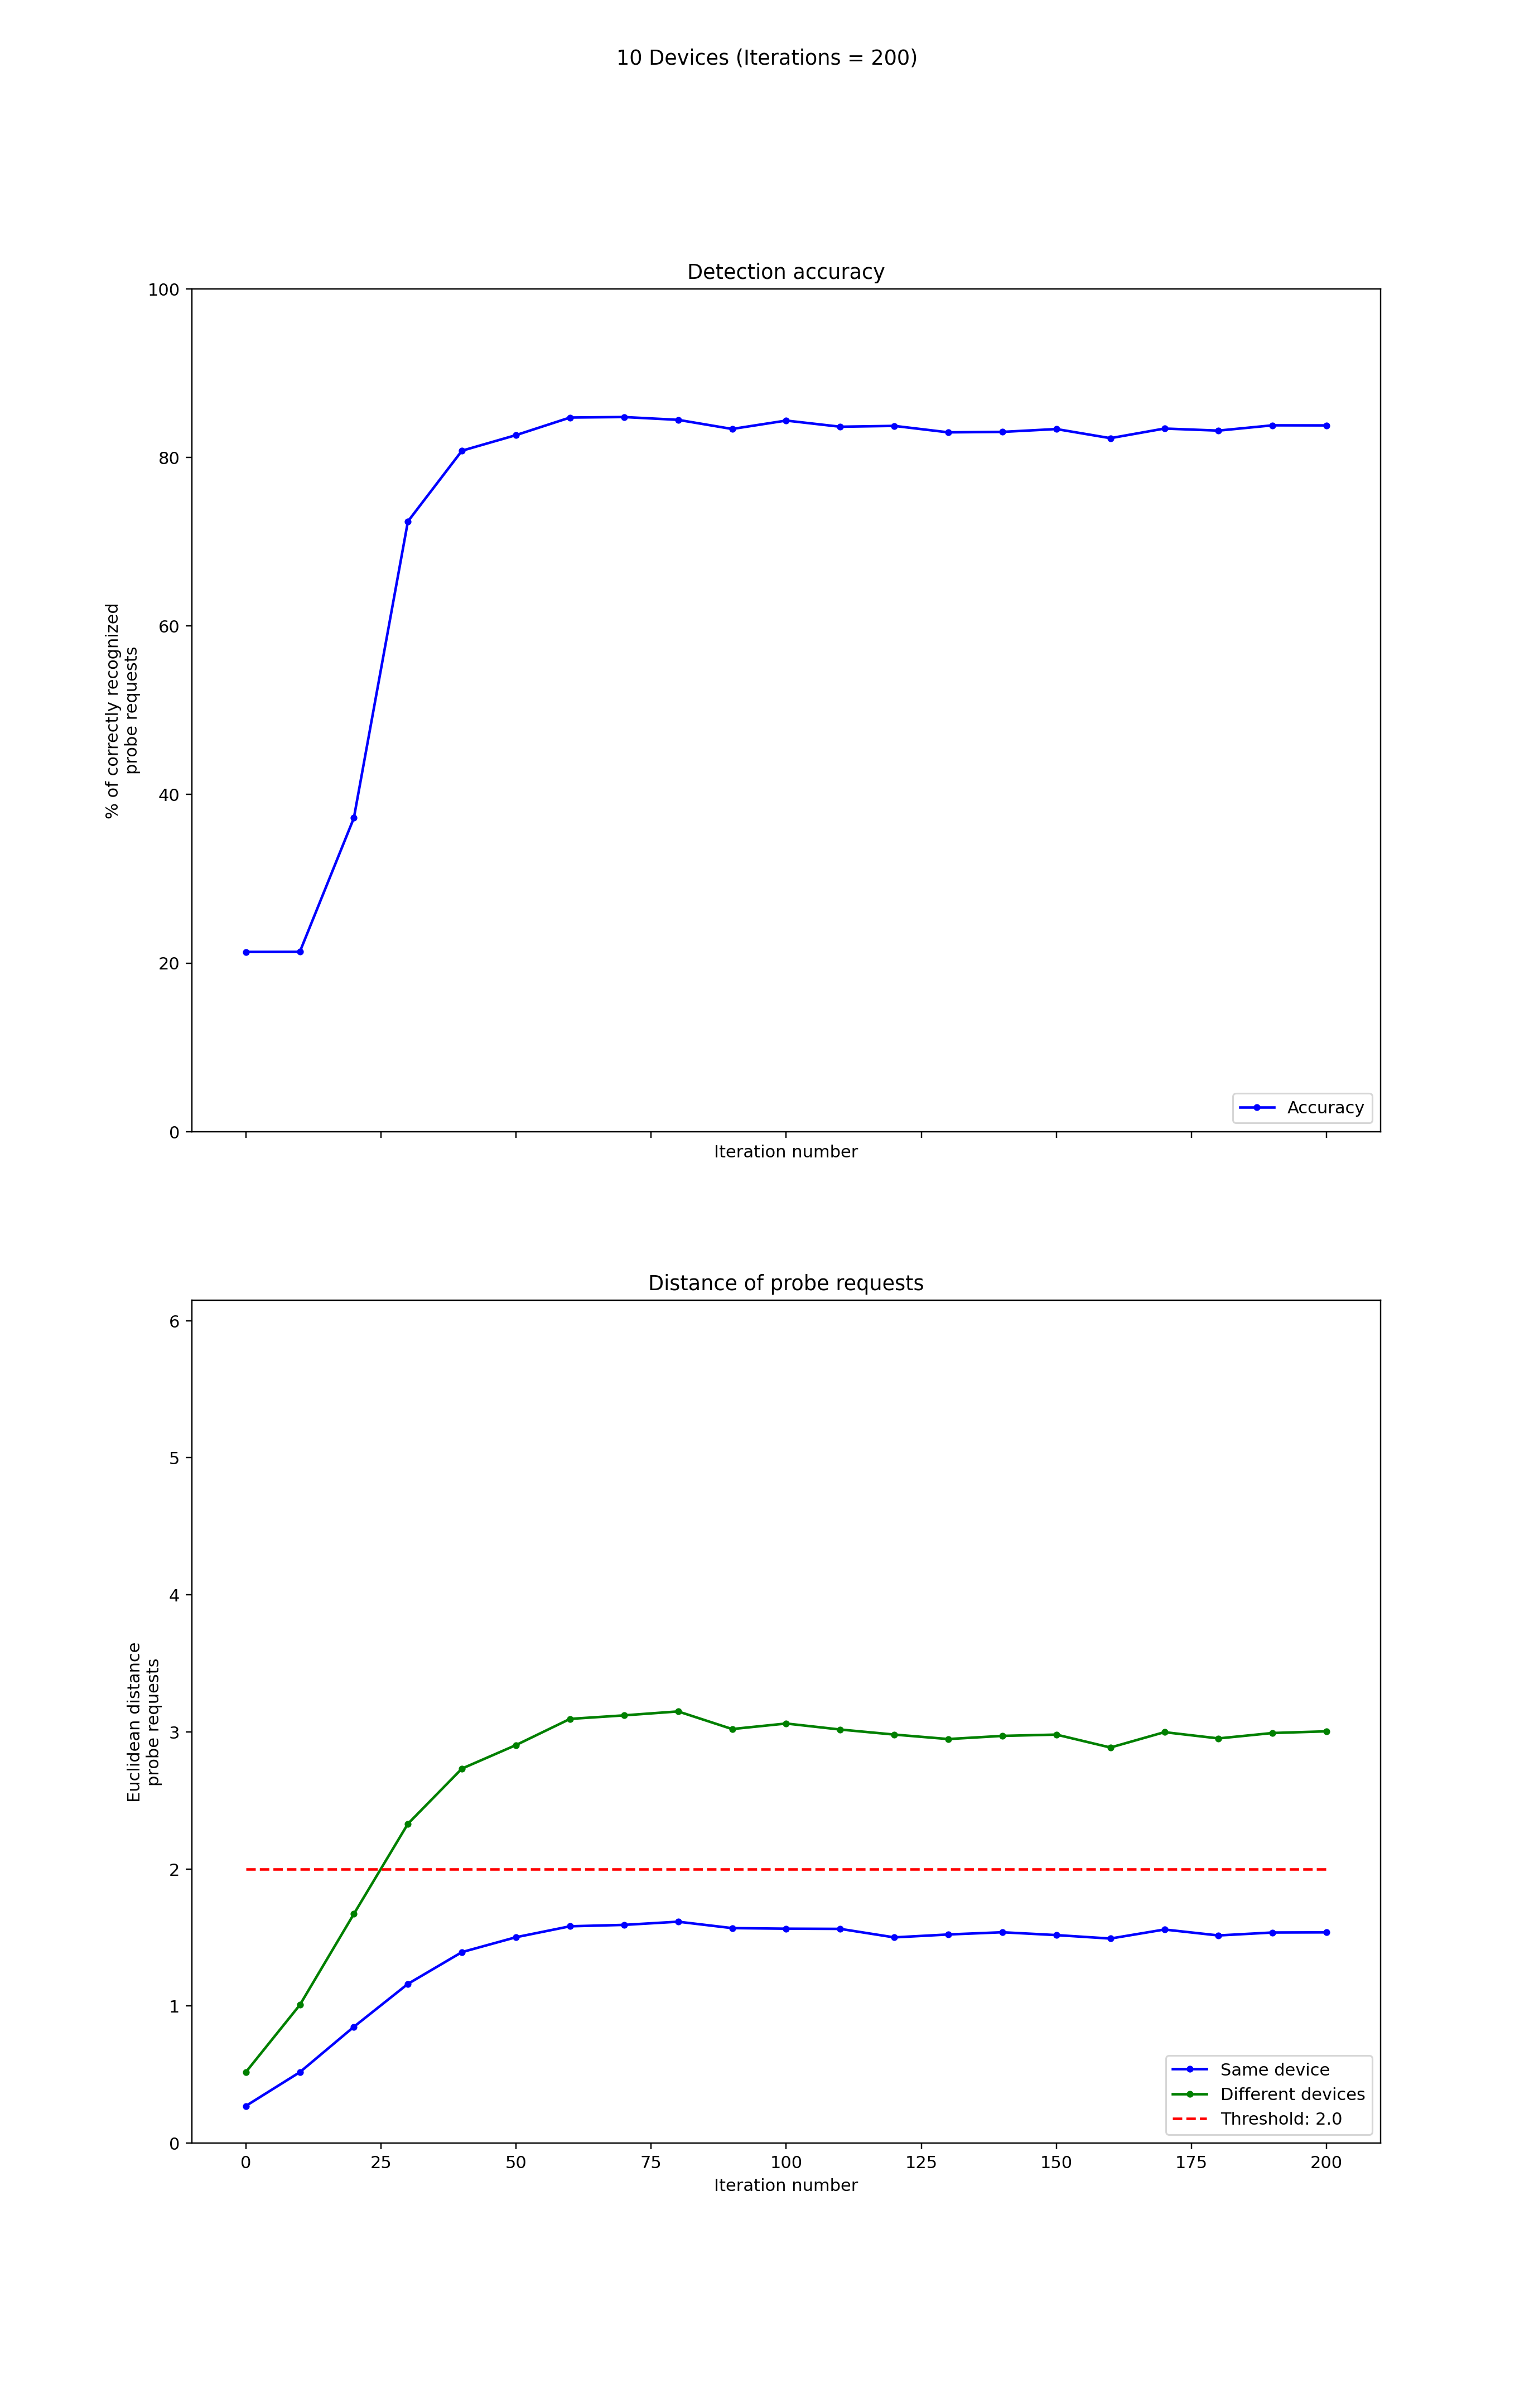 10 Devices (Iterations = 200)
Detection accuracy
100
80
60
40
20
0
% of correctly recognized
probe requests
Accuracy
Iteration number
Distance of probe requests
6
5
4
3
2
1
0
Euclidean distance
probe requests
Same device
Different devices
Threshold: 2.0
0 25 50 75 100 125 150 175 200
Iteration number